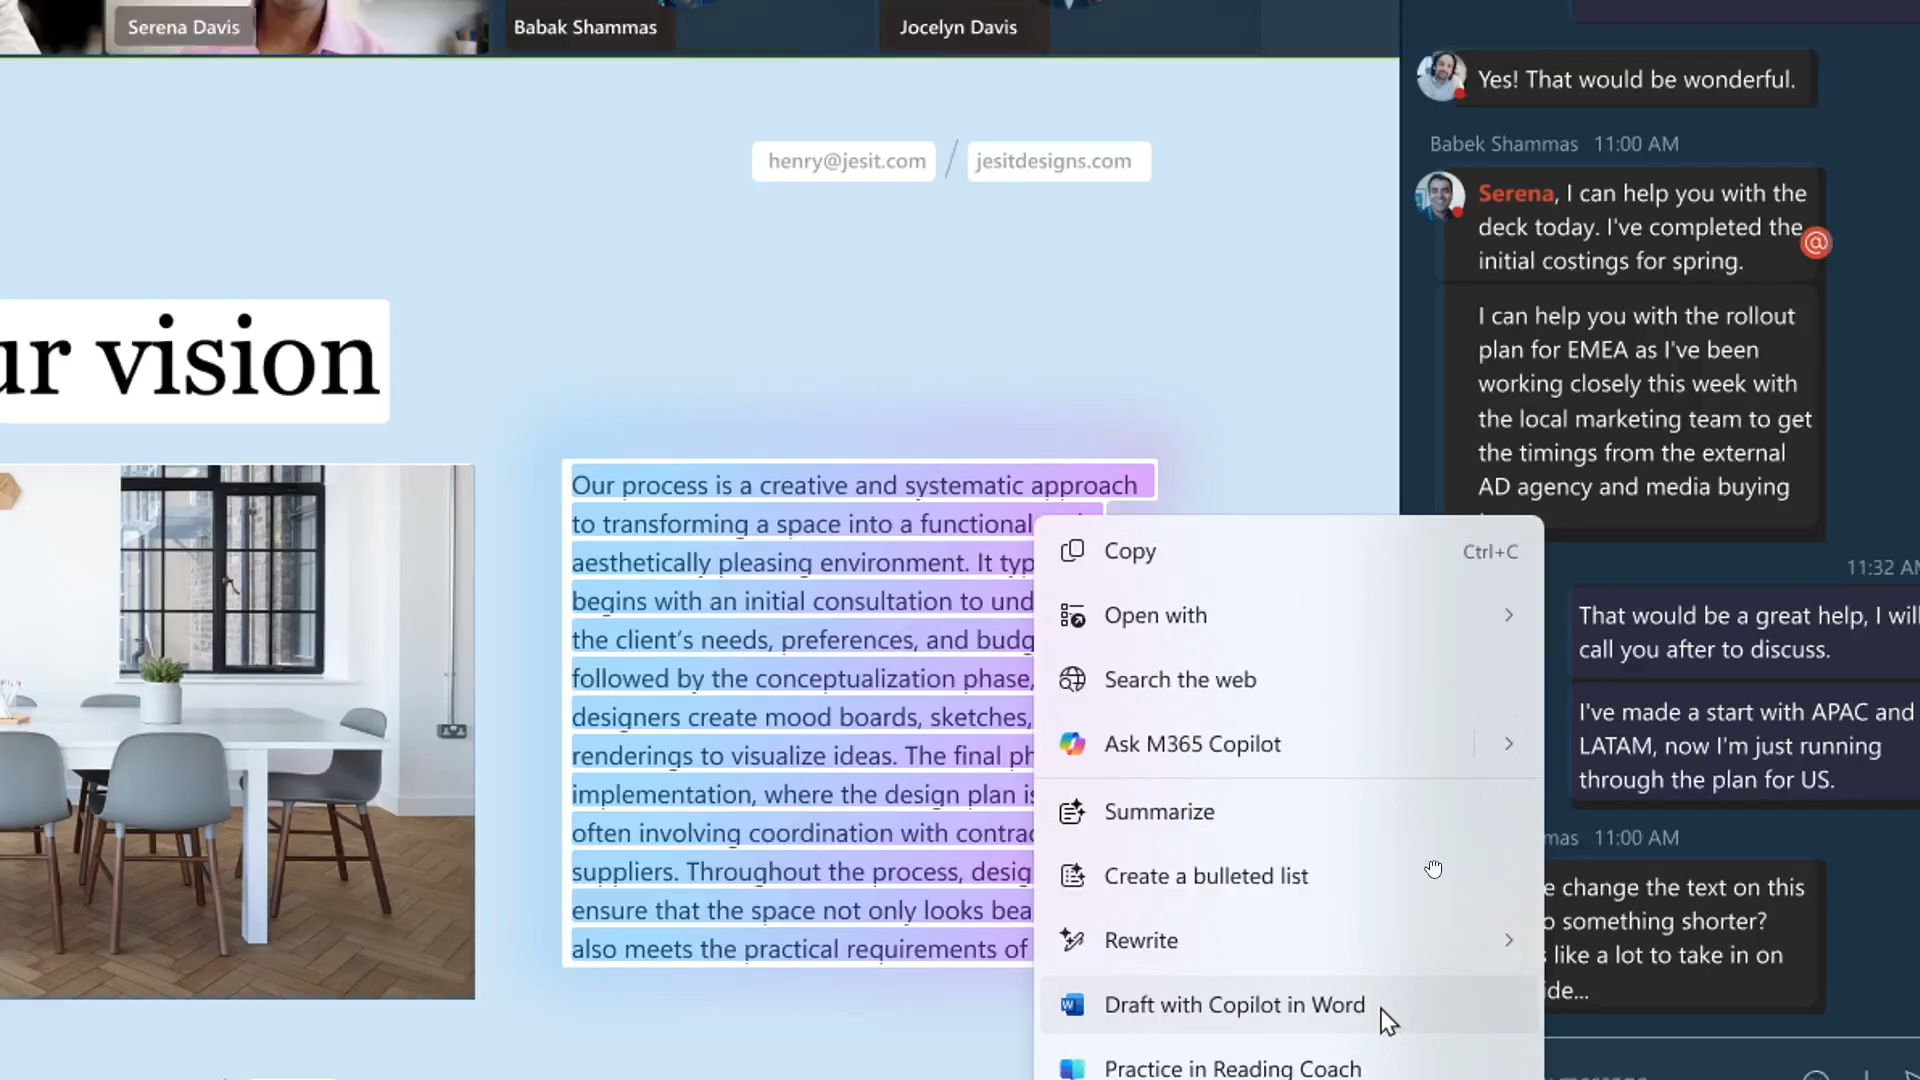 Serena Davis
Babak Shammas
Jocelyn Davis
henry@jesit.com / jesitdesigns.com
ur vision
Our process is a creative and systematic approach
to transforming a space into a functional
aesthetically pleasing environment. It typ
begins with an initial consultation to und
the client's needs, preferences, and budg
followed by the conceptualization phase,
designers create mood boards, sketches,
renderings to visualize ideas. The final ph
implementation, where the design plan is
often involving coordination with contrac
suppliers. Throughout the process, desig
ensure that the space not only looks bea
also meets the practical requirements of
Copy Ctrl+C
Open with
Search the web
Ask M365 Copilot
Summarize
Create a bulleted list
Rewrite
Draft with Copilot in Word
Practice in Reading Coach
Yes! That would be wonderful.
Babek Shammas 11:00 AM
Serena, I can help you with the
deck today. I've completed the
initial costings for spring.
@
I can help you with the rollout
plan for EMEA as I've been
working closely this week with
the local marketing team to get
the timings from the external
AD agency and media buying
11:32 AM
That would be a great help, I will
call you after to discuss.
I've made a start with APAC and
LATAM, now I'm just running
through the plan for US.
mas 11:00 AM
e change the text on this
o something shorter?
like a lot to take in on
ide...